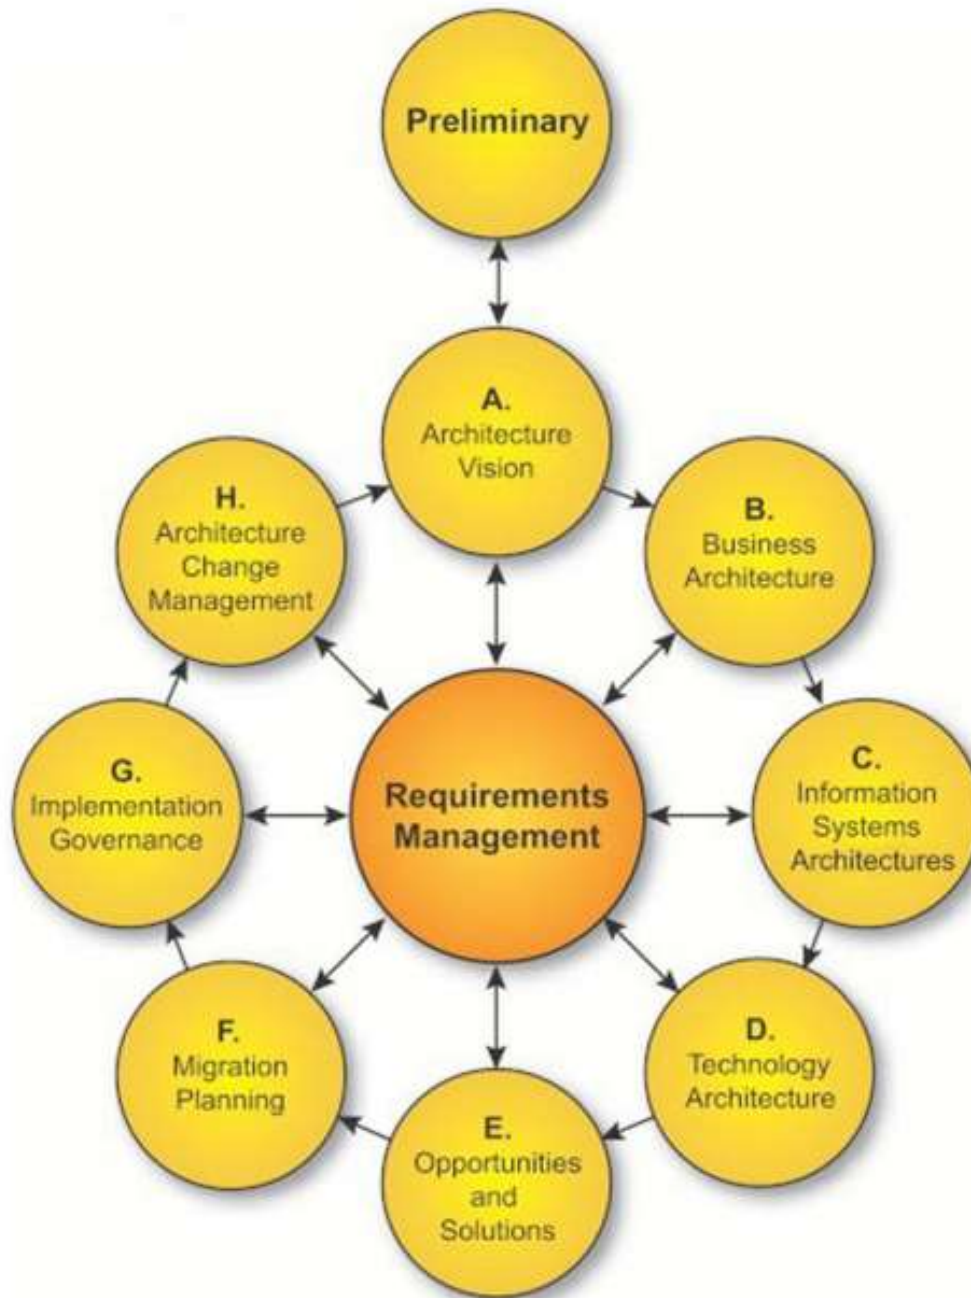 Preliminary
A.
Architecture
Vision
B.
Business
Architecture
C.
Information
Systems
Architectures
D.
Technology
Architecture
E.
Opportunities
and
Solutions
F.
Migration
Planning
G.
Implementation
Governance
H.
Architecture
Change
Management
Requirements
Management